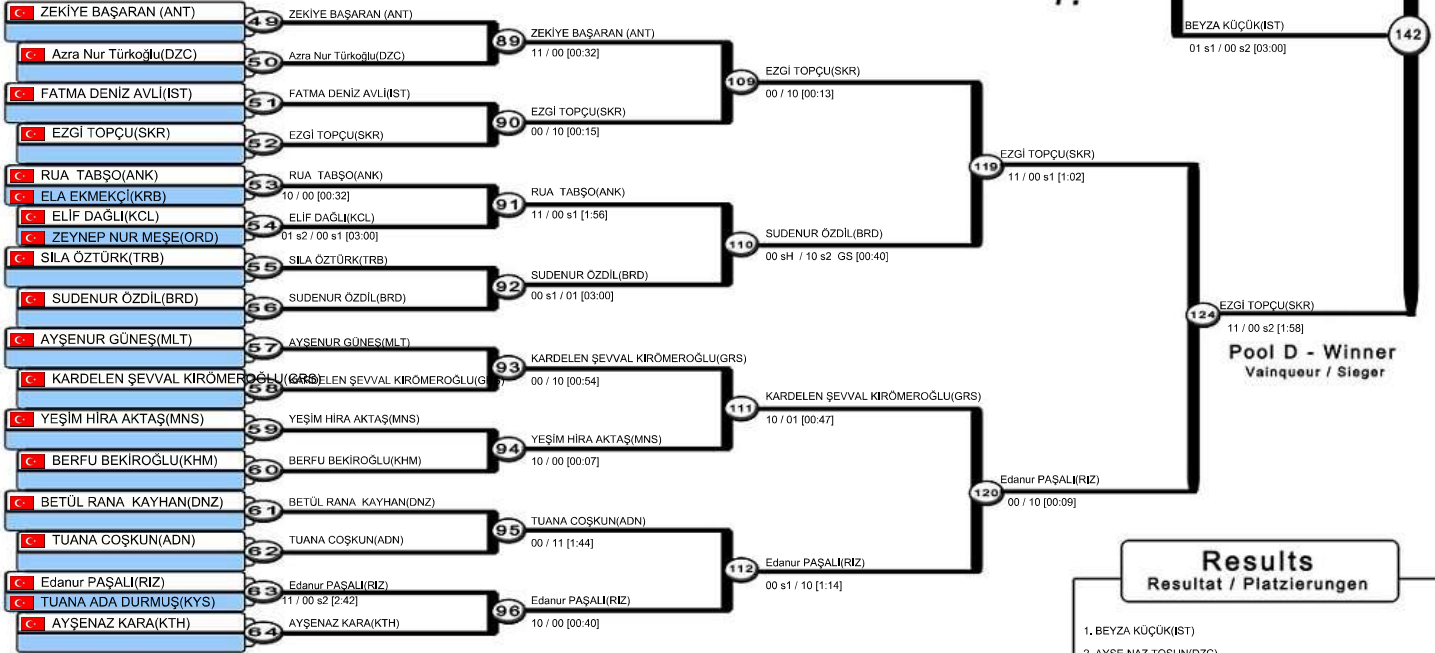 ZEKİYE BAŞARAN (ANT)
Azra Nur Türkoğlu(DZC)
FATMA DENİZ AVLİ(IST)
EZGİ TOPÇU(SKR)
RUA TABŞO(ANK)
ELA EKMEKÇİ(KRB)
ELİF DAĞLI(KCL)
ZEYNEP NUR MEŞE(ORD)
SILA ÖZTÜRK(TRB)
SUDENUR ÖZDİL(BRD)
AYŞENUR GÜNEŞ(MLT)
KARDELEN ŞEVVAL KIRÖMEROĞLU(GRS)
YEŞİM HİRA AKTAŞ(MNS)
BERFU BEKİROĞLU(KHM)
BETÜL RANA KAYHAN(DNZ)
TUANA COŞKUN(ADN)
Edanur PAŞALI(RIZ)
TUANA ADA DURMUŞ(KYS)
AYŞENAZ KARA(KTH)
49 ZEKİYE BAŞARAN (ANT)
50 Azra Nur Türkoğlu(DZC)
51 FATMA DENİZ AVLİ(IST)
52 EZGİ TOPÇU(SKR)
53 RUA TABŞO(ANK)
10 / 00 [00:32]
54 ELİF DAĞLI(KCL)
01 s2 / 00 s1 [03:00]
55 SILA ÖZTÜRK(TRB)
56 SUDENUR ÖZDİL(BRD)
57 AYŞENUR GÜNEŞ(MLT)
58 KARDELEN ŞEVVAL KIRÖMEROĞLU(GRS)
59 YEŞİM HİRA AKTAŞ(MNS)
60 BERFU BEKİROĞLU(KHM)
61 BETÜL RANA KAYHAN(DNZ)
62 TUANA COŞKUN(ADN)
63 Edanur PAŞALI(RIZ)
11 / 00 s2 [2:42]
64 AYŞENAZ KARA(KTH)
89 ZEKİYE BAŞARAN (ANT)
11 / 00 [00:32]
90 EZGİ TOPÇU(SKR)
00 / 10 [00:15]
91 RUA TABŞO(ANK)
11 / 00 s1 [1:56]
92 SUDENUR ÖZDİL(BRD)
00 s1 / 01 [03:00]
93 KARDELEN ŞEVVAL KIRÖMEROĞLU(GRS)
00 / 10 [00:54]
94 YEŞİM HİRA AKTAŞ(MNS)
10 / 00 [00:07]
95 TUANA COŞKUN(ADN)
00 / 11 [1:44]
96 Edanur PAŞALI(RIZ)
10 / 00 [00:40]
109 EZGİ TOPÇU(SKR)
00 / 10 [00:13]
110 SUDENUR ÖZDİL(BRD)
00 sH / 10 s2 GS [00:40]
111 KARDELEN ŞEVVAL KIRÖMEROĞLU(GRS)
10 / 01 [00:47]
112 Edanur PAŞALI(RIZ)
00 s1 / 10 [1:14]
119 EZGİ TOPÇU(SKR)
11 / 00 s1 [1:02]
120 Edanur PAŞALI(RIZ)
00 / 10 [00:09]
124 EZGİ TOPÇU(SKR)
11 / 00 s2 [1:58]
Pool D - Winner
Vainqueur / Sieger
BEYZA KÜÇÜK(IST)
01 s1 / 00 s2 [03:00]
142
Results
Resultat / Platzierungen
1. BEYZA KÜÇÜK(IST)
2. AYŞE NAZ TOSUN(DZC)